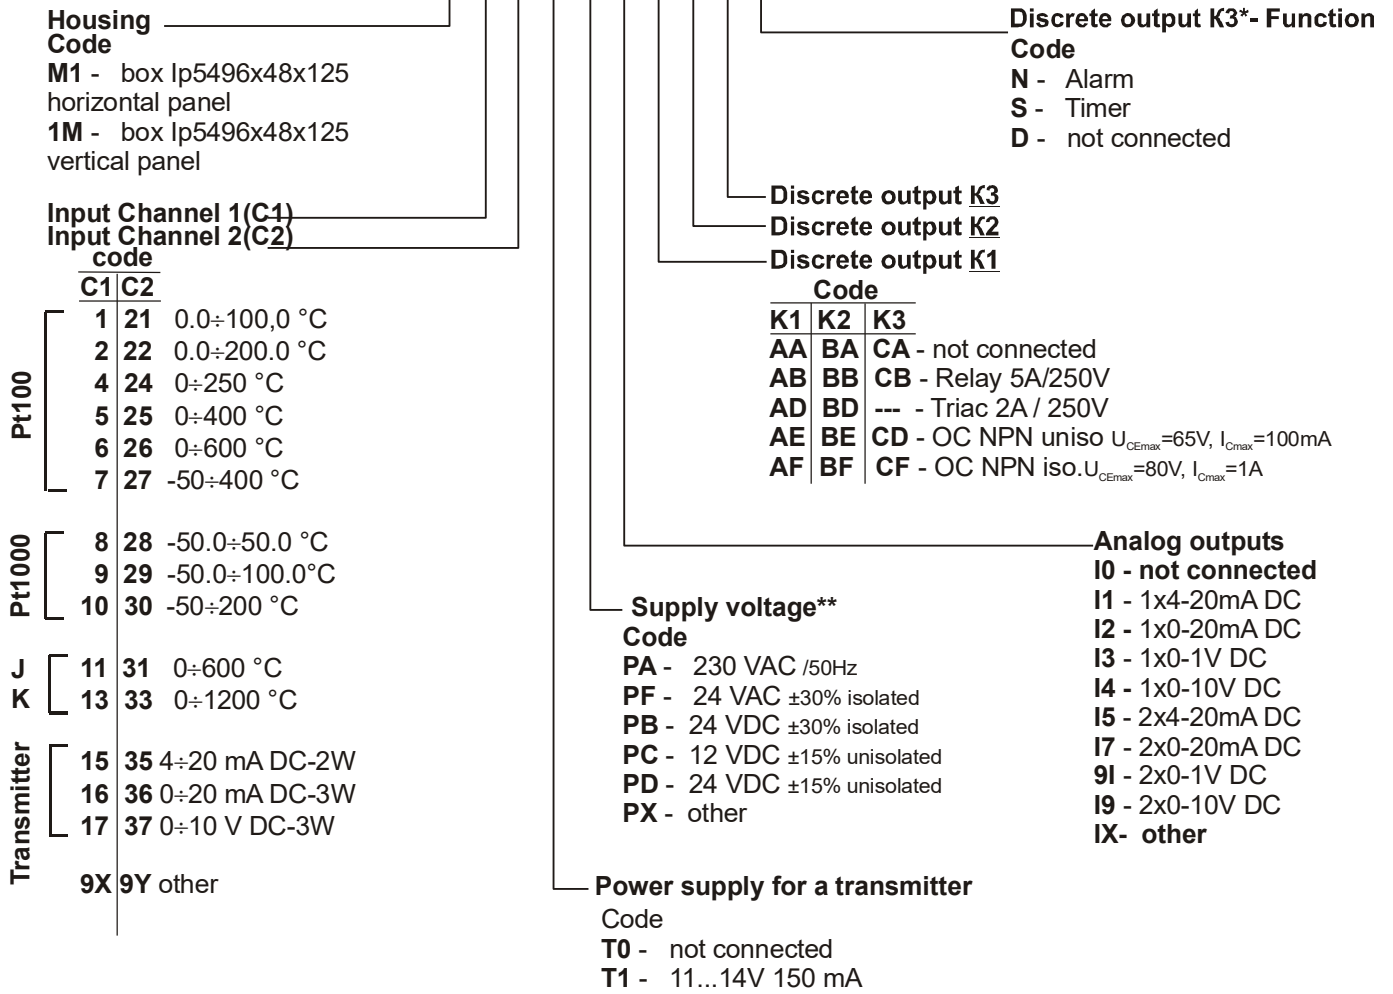 Housing
Code
M1 - box Ip5496x48x125
horizontal panel
1M - box Ip5496x48x125
vertical panel
Input Channel 1(C1)
Input Channel 2(C2)
code
C1 C2
Pt100
1 21 0.0÷100,0 °C
2 22 0.0÷200.0 °C
4 24 0÷250 °C
5 25 0÷400 °C
6 26 0÷600 °C
7 27 -50÷400 °C
Pt1000
8 28 -50.0÷50.0 °C
9 29 -50.0÷100.0°C
10 30 -50÷200 °C
J 11 31 0÷600 °C
K 13 33 0÷1200 °C
Transmitter
15 35 4÷20 mA DC-2W
16 36 0÷20 mA DC-3W
17 37 0÷10 V DC-3W
9X 9Y other
Discrete output К3*- Function
Code
N - Alarm
S - Timer
D - not connected
Discrete output К3
Discrete output К2
Discrete output К1
Code
K1 K2 K3
AA BA CA - not connected
AB BB CB - Relay 5A/250V
AD BD --- - Triac 2A / 250V
AE BE CD - OC NPN uniso UCEmax=65V, ICmax=100mA
AF BF CF - OC NPN iso.UCEmax=80V, ICmax=1A
Analog outputs
I0 - not connected
I1 - 1x4-20mA DC
I2 - 1x0-20mA DC
I3 - 1x0-1V DC
I4 - 1x0-10V DC
I5 - 2x4-20mA DC
I7 - 2x0-20mA DC
9I - 2x0-1V DC
I9 - 2x0-10V DC
IX- other
Supply voltage**
Code
PA - 230 VAC /50Hz
PF - 24 VAC ±30% isolated
PB - 24 VDC ±30% isolated
PC - 12 VDC ±15% unisolated
PD - 24 VDC ±15% unisolated
PX - other
Power supply for a transmitter
Code
T0 - not connected
T1 - 11...14V 150 mA